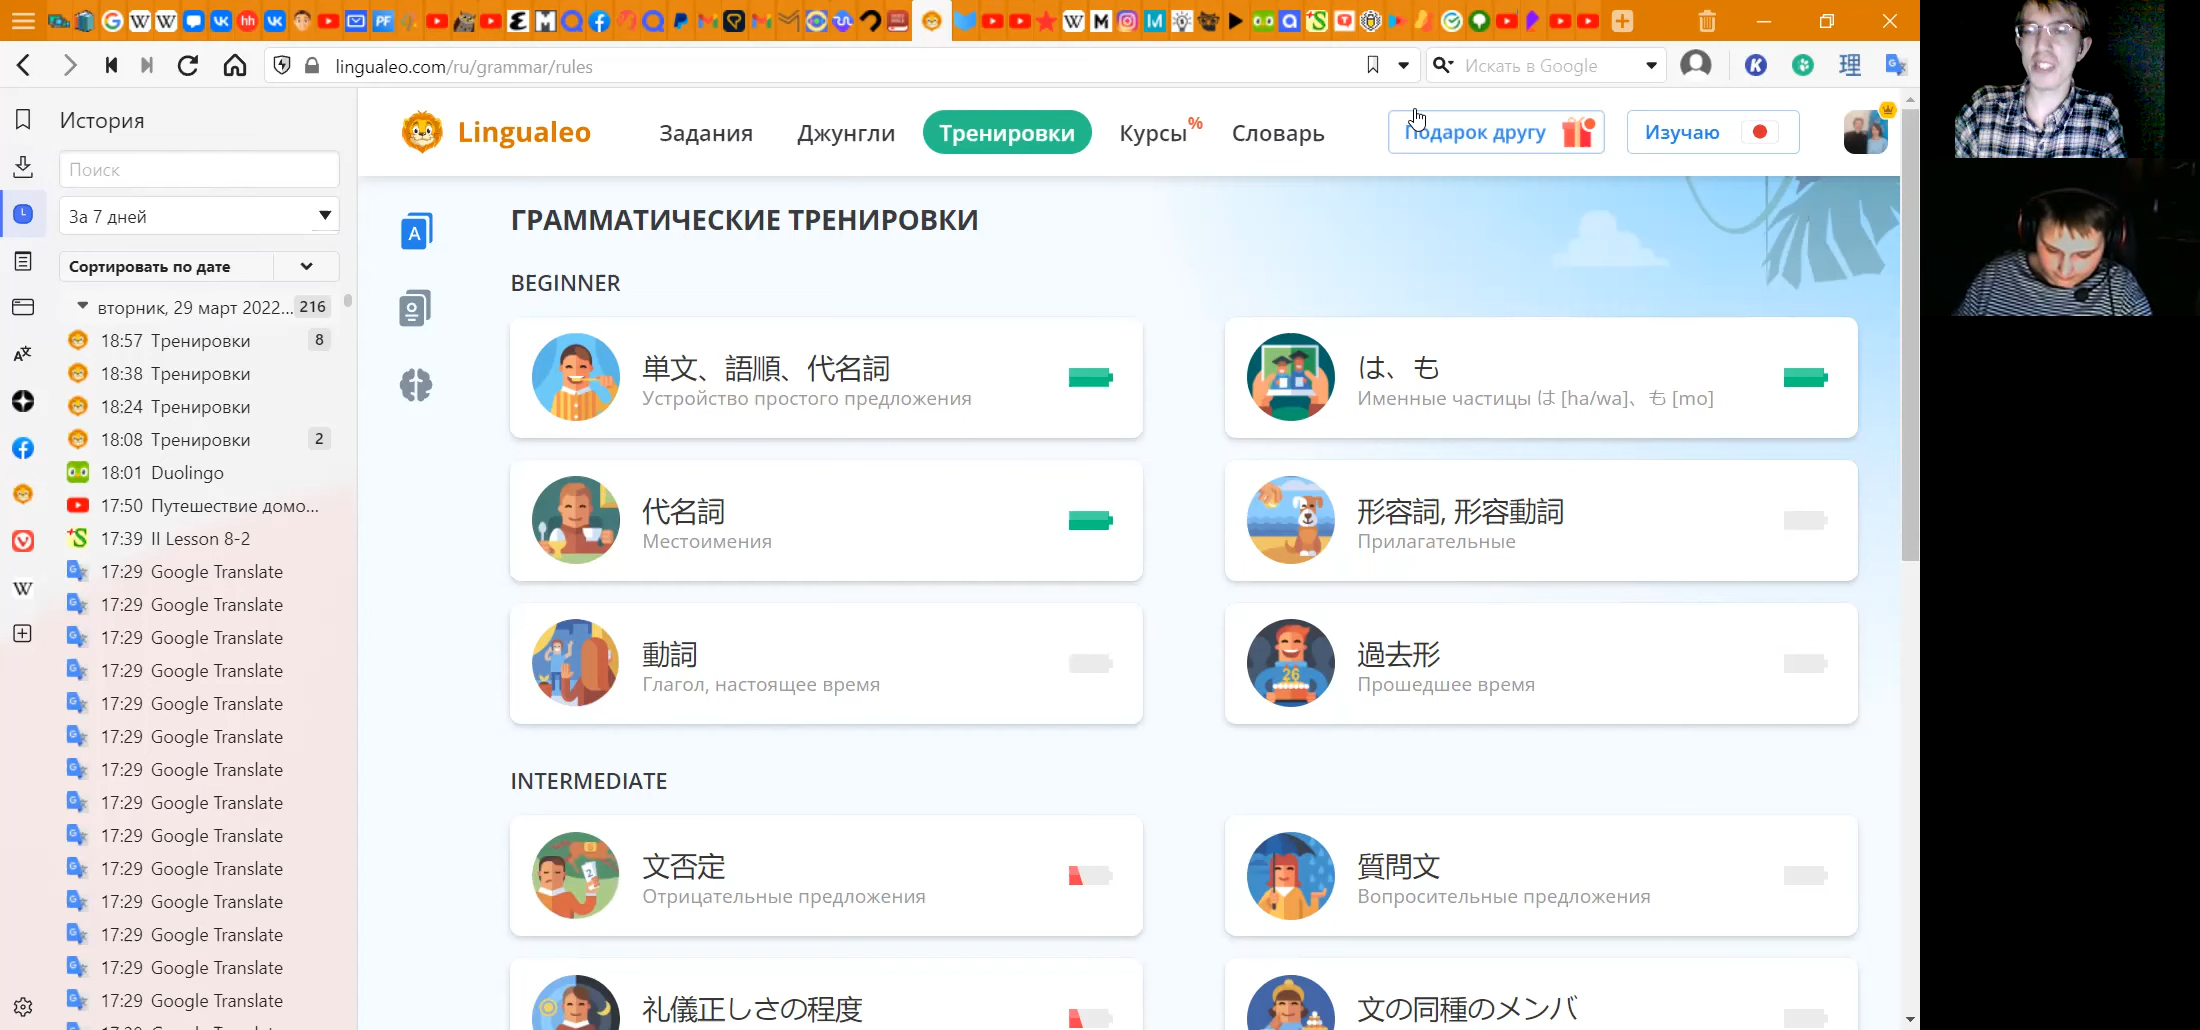 lingualeo.com/ru/grammar/rules
Искать в Google
История
Поиск
За 7 дней
Сортировать по дате
вторник, 29 март 2022... 216
18:57 Тренировки 8
18:38 Тренировки
18:24 Тренировки
18:08 Тренировки 2
18:01 Duolingo
17:50 Путешествие домо...
17:39 II Lesson 8-2
17:29 Google Translate
17:29 Google Translate
17:29 Google Translate
17:29 Google Translate
17:29 Google Translate
17:29 Google Translate
17:29 Google Translate
17:29 Google Translate
17:29 Google Translate
17:29 Google Translate
17:29 Google Translate
17:29 Google Translate
17:29 Google Translate
17:29 Google Translate
Lingualeo
Задания
Джунгли
Тренировки
Курсы%
Словарь
Подарок другу
Изучаю
ГРАММАТИЧЕСКИЕ ТРЕНИРОВКИ
BEGINNER
単文、語順、代名詞
Устройство простого предложения
は、も
Именные частицы は [ha/wa]、も [mo]
代名詞
Местоимения
形容詞, 形容動詞
Прилагательные
動詞
Глагол, настоящее время
過去形
Прошедшее время
INTERMEDIATE
文否定
Отрицательные предложения
質問文
Вопросительные предложения
礼儀正しさの程度
文の同種のメンバ